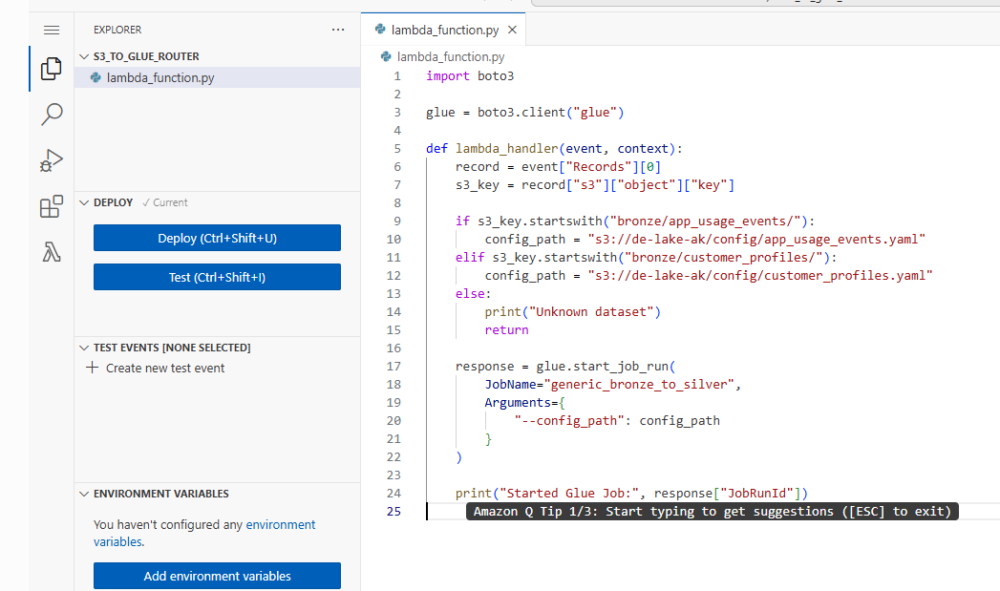 EXPLORER
S3_TO_GLUE_ROUTER
lambda_function.py
DEPLOY ✓ Current
Deploy (Ctrl+Shift+U)
Test (Ctrl+Shift+I)
TEST EVENTS [NONE SELECTED]
+ Create new test event
ENVIRONMENT VARIABLES
You haven't configured any environment
variables.
Add environment variables
lambda_function.py ×
lambda_function.py
1 import boto3
2
3 glue = boto3.client("glue")
4
5 def lambda_handler(event, context):
6     record = event["Records"][0]
7     s3_key = record["s3"]["object"]["key"]
8
9     if s3_key.startswith("bronze/app_usage_events/"):
10         config_path = "s3://de-lake-ak/config/app_usage_events.yaml"
11     elif s3_key.startswith("bronze/customer_profiles/"):
12         config_path = "s3://de-lake-ak/config/customer_profiles.yaml"
13     else:
14         print("Unknown dataset")
15         return
16
17     response = glue.start_job_run(
18         JobName="generic_bronze_to_silver",
19         Arguments={
20             "--config_path": config_path
21         }
22     )
23
24     print("Started Glue Job:", response["JobRunId"])
25     Amazon Q Tip 1/3: Start typing to get suggestions ([ESC] to exit)